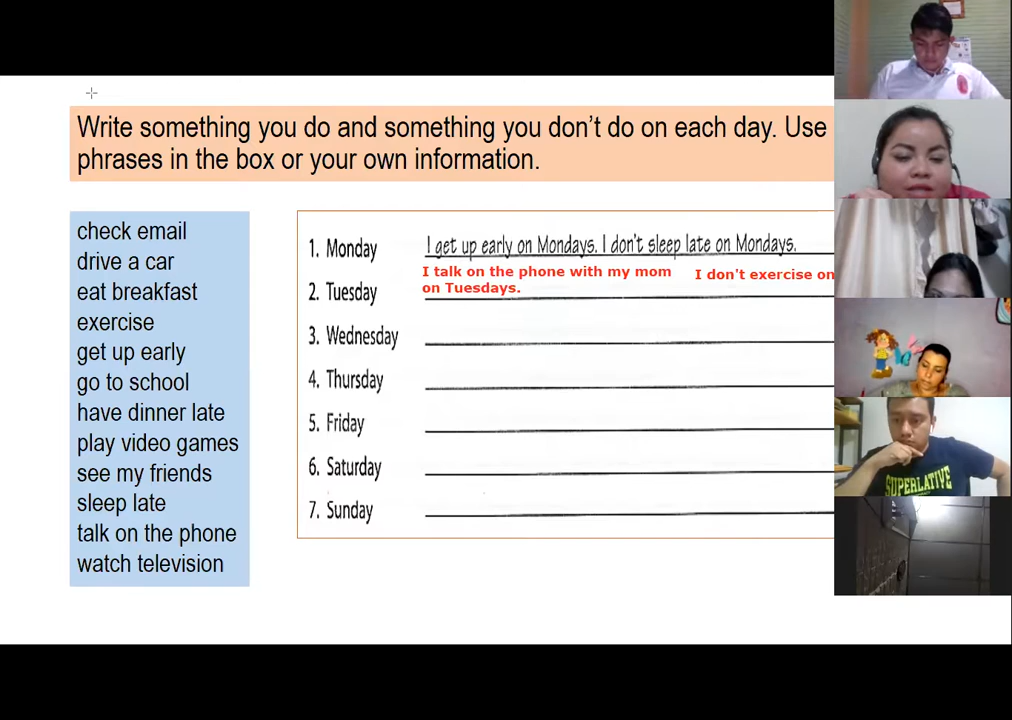 Write something you do and something you don't do on each day. Use
phrases in the box or your own information.
check email
drive a car
eat breakfast
exercise
get up early
go to school
have dinner late
play video games
see my friends
sleep late
talk on the phone
watch television
1. Monday I get up early on Mondays. I don't sleep late on Mondays.
2. Tuesday I talk on the phone with my mom
on Tuesdays.
I don't exercise on
3. Wednesday
4. Thursday
5. Friday
6. Saturday
7. Sunday
SUPERLATIVE